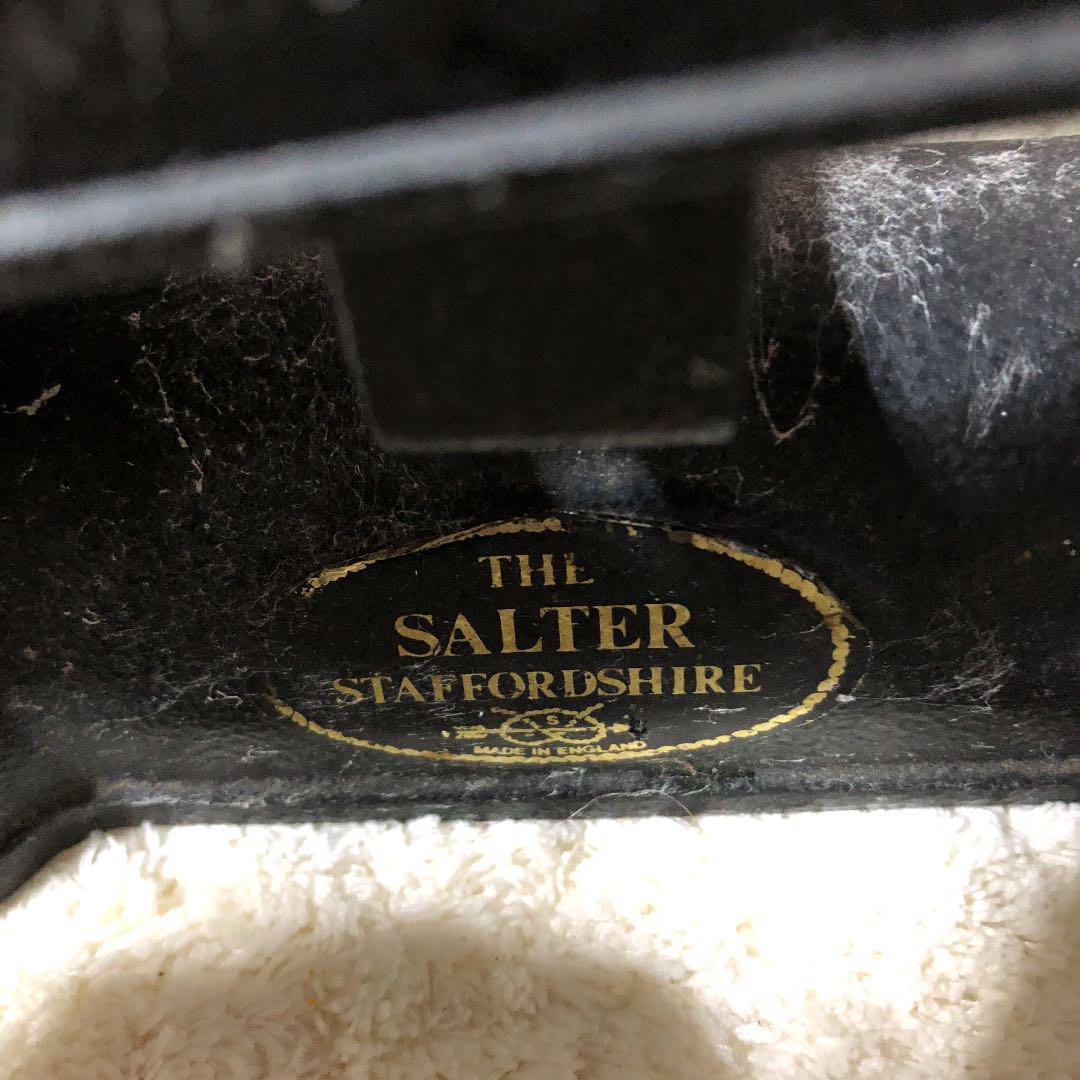 THE
SALTER
STAFFORDSHIRE
S
MADE IN ENGLAND